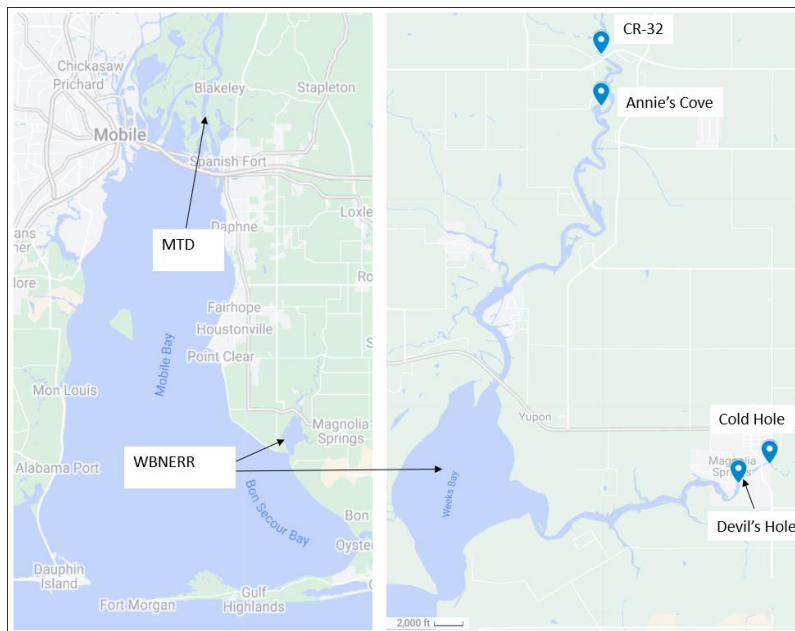 Chickasaw
Prichard
Blakeley
Stapleton
Mobile
Spanish Fort
Loxle
ans
ner
MTD
Daphne
lore
Ro
Fairhope
Houstonville
Mobile Bay
Point Clear
S
Mon Louis
Magnolia
Springs
WBNERR
Alabama Port
Bon Secour Bay
Bon
Oyste
Dauphin
Island
Gulf
Highlands
Fort Morgan
CR-32
Annie's Cove
Yupon
Cold Hole
Magnolia
Springs
Weeks Bay
Devil's Hole
2,000 ft